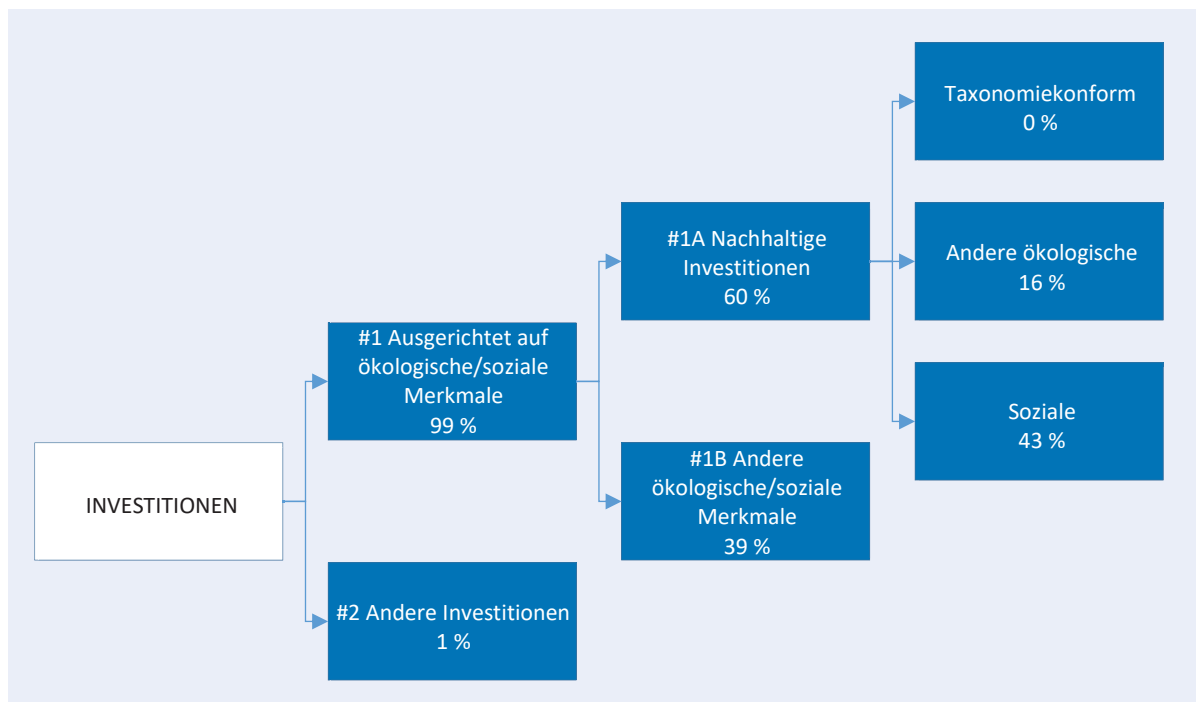 INVESTITIONEN
#1 Ausgerichtet auf
ökologische/soziale
Merkmale
99 %
#2 Andere Investitionen
1 %
#1A Nachhaltige
Investitionen
60 %
#1B Andere
ökologische/soziale
Merkmale
39 %
Taxonomiekonform
0 %
Andere ökologische
16 %
Soziale
43 %